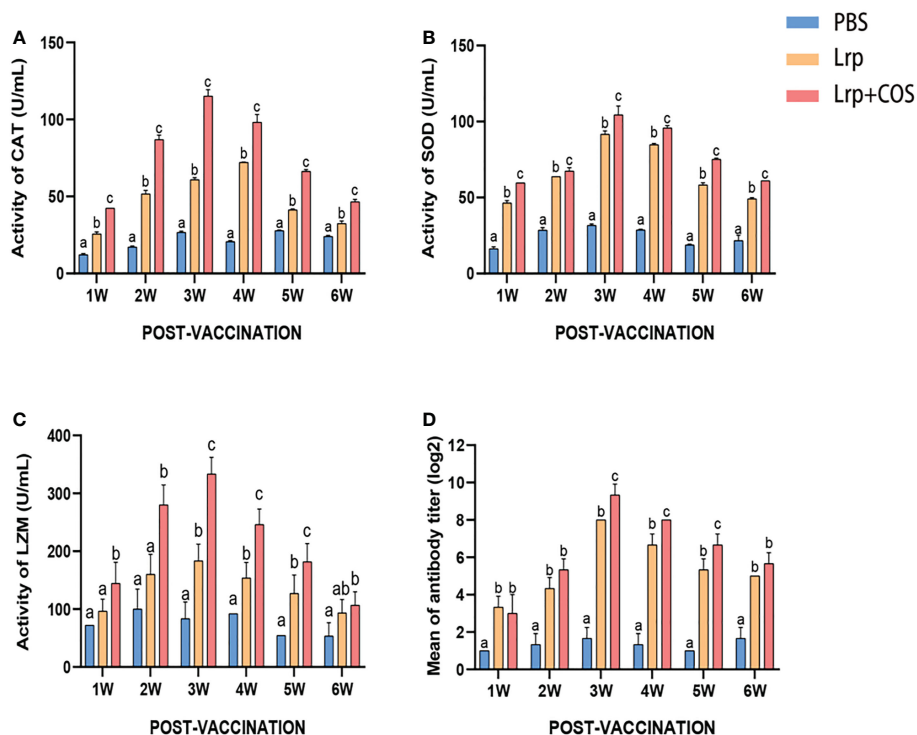 PBS
Lrp
Lrp+COS
A
Activity of CAT (U/mL)
150
100
50
0
a b c a b c a b c a b c a b c a b c
1W 2W 3W 4W 5W 6W
POST-VACCINATION
B
Activity of SOD (U/mL)
150
100
50
0
a b c a b c a b c a b c a b c a b c
1W 2W 3W 4W 5W 6W
POST-VACCINATION
C
Activity of LZM (U/mL)
400
300
200
100
0
a a b a a b a b c a b c a b c a ab b
1W 2W 3W 4W 5W 6W
POST-VACCINATION
D
Mean of antibody titer (log2)
12
10
8
6
4
2
0
a b b a b b a b c a b c a b c a b b
1W 2W 3W 4W 5W 6W
POST-VACCINATION